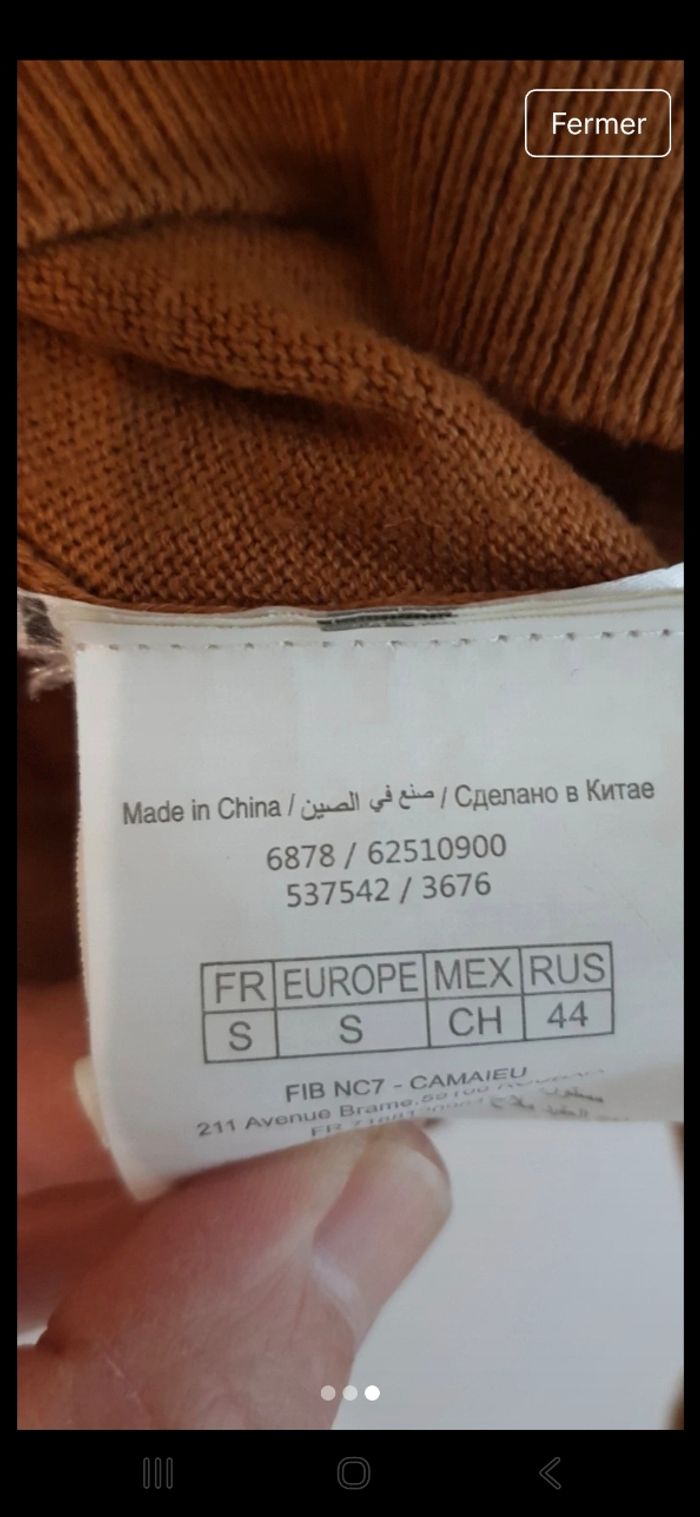 Fermer
Made in China / صنع في الصين / Сделано в Китае
6878 / 62510900
537542 / 3676
FR EUROPE MEX RUS
S S CH 44
FIB NC7 - CAMAIEU
211 Avenue Brame
FR